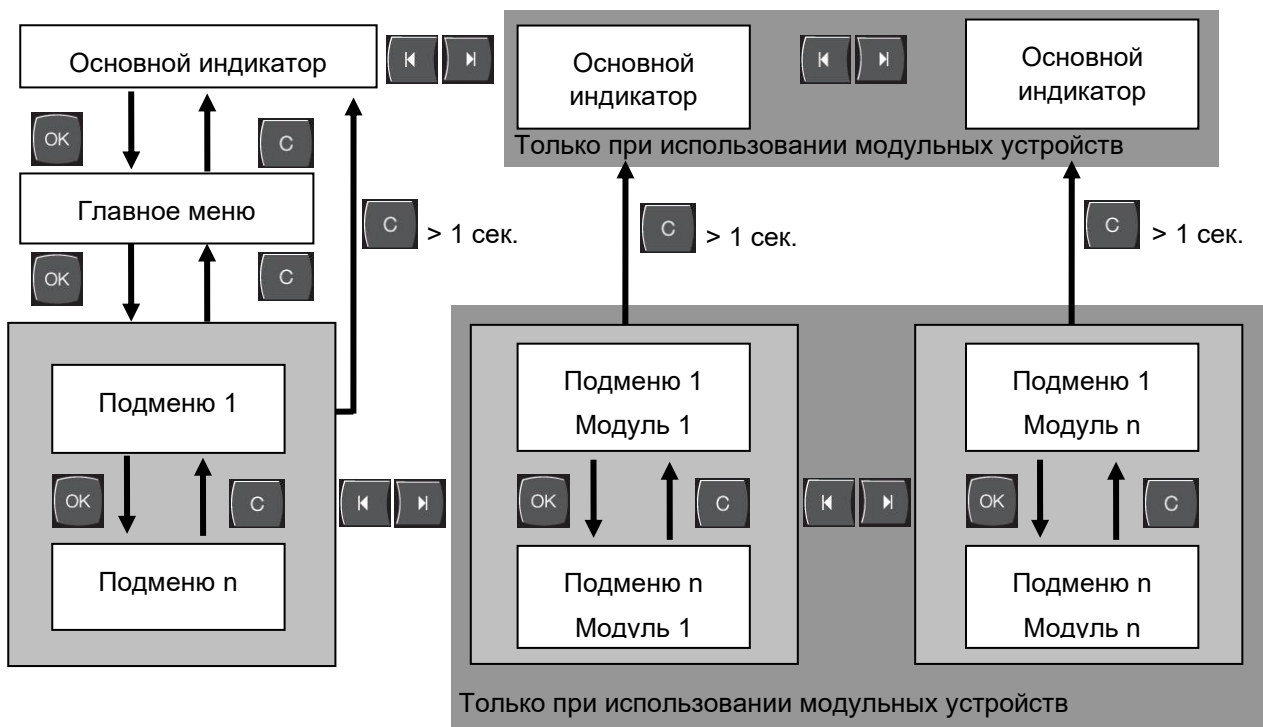 Основной индикатор
Основной
индикатор
Основной
индикатор
Только при использовании модульных устройств
OK
C
Главное меню
C
> 1 сек.
C
> 1 сек.
C
> 1 сек.
OK
C
Подменю 1
Подменю 1
Модуль 1
Подменю 1
Модуль n
OK
C
OK
C
OK
C
Подменю n
Подменю n
Модуль 1
Подменю n
Модуль n
Только при использовании модульных устройств